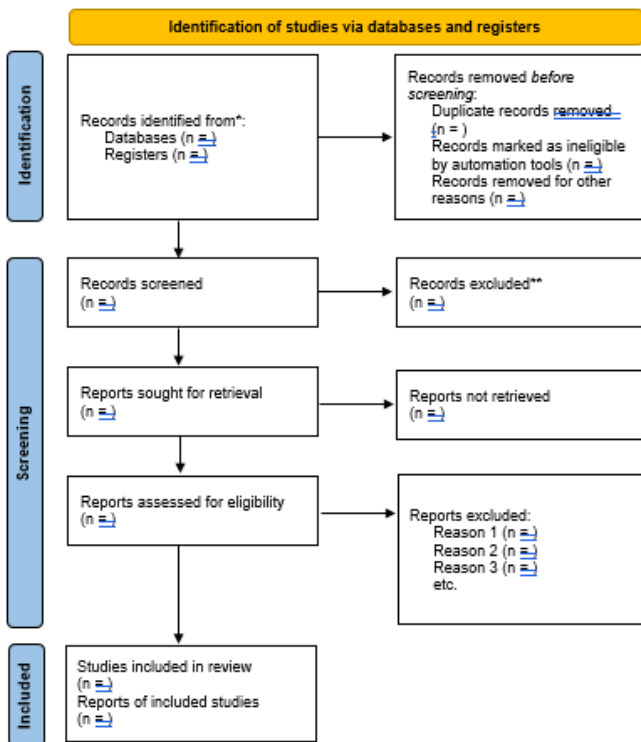 Identification of studies via databases and registers
Identification
Records identified from*:
Databases (n = )
Registers (n = )
Records removed before
screening:
Duplicate records removed
(n = )
Records marked as ineligible
by automation tools (n = )
Records removed for other
reasons (n = )
Screening
Records screened
(n = )
Records excluded**
(n = )
Reports sought for retrieval
(n = )
Reports not retrieved
(n = )
Reports assessed for eligibility
(n = )
Reports excluded:
Reason 1 (n = )
Reason 2 (n = )
Reason 3 (n = )
etc.
Included
Studies included in review
(n = )
Reports of included studies
(n = )